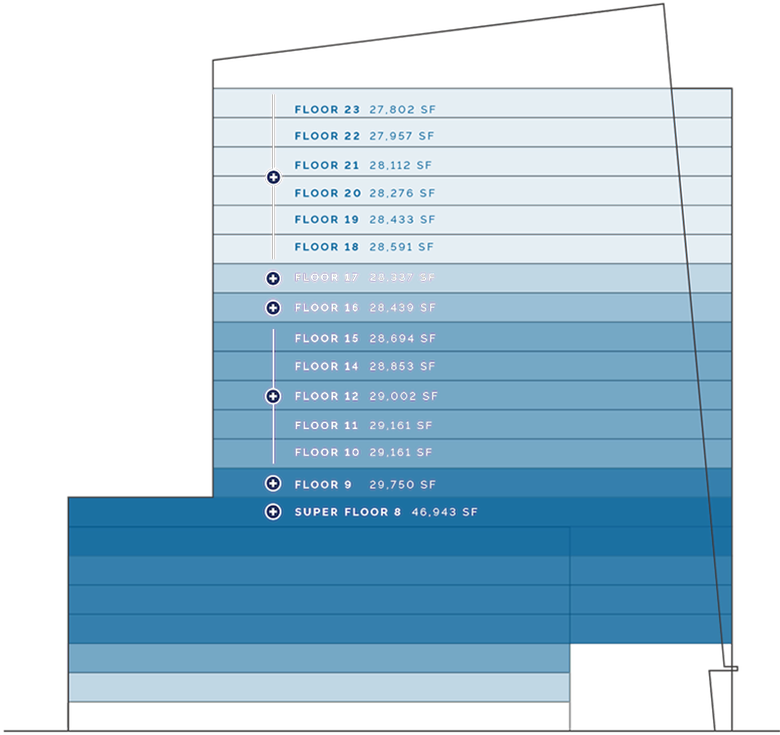 FLOOR 23 27,802 SF
FLOOR 22 27,957 SF
FLOOR 21 28,112 SF
FLOOR 20 28,276 SF
FLOOR 19 28,433 SF
FLOOR 18 28,591 SF
FLOOR 17 28,337 SF
FLOOR 16 28,439 SF
FLOOR 15 28,694 SF
FLOOR 14 28,853 SF
FLOOR 12 29,002 SF
FLOOR 11 29,161 SF
FLOOR 10 29,161 SF
FLOOR 9 29,750 SF
SUPER FLOOR 8 46,943 SF